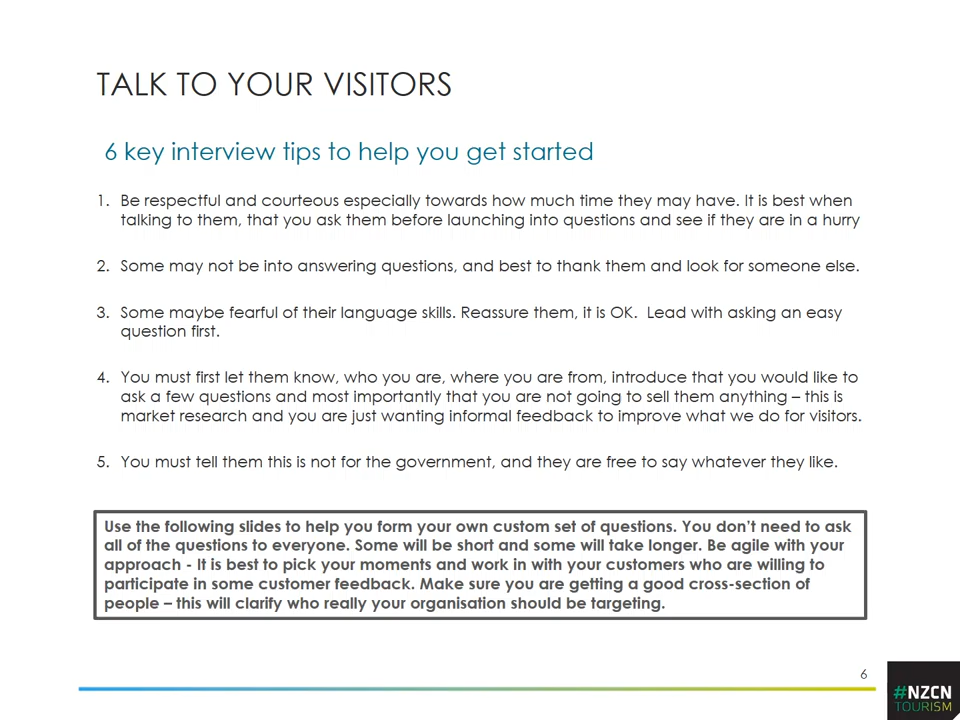 TALK TO YOUR VISITORS
6 key interview tips to help you get started
1. Be respectful and courteous especially towards how much time they may have. It is best when
talking to them, that you ask them before launching into questions and see if they are in a hurry
2. Some may not be into answering questions, and best to thank them and look for someone else.
3. Some maybe fearful of their language skills. Reassure them, it is OK.  Lead with asking an easy
question first.
4. You must first let them know, who you are, where you are from, introduce that you would like to
ask a few questions and most importantly that you are not going to sell them anything – this is
market research and you are just wanting informal feedback to improve what we do for visitors.
5. You must tell them this is not for the government, and they are free to say whatever they like.
Use the following slides to help you form your own custom set of questions. You don’t need to ask
all of the questions to everyone. Some will be short and some will take longer. Be agile with your
approach - It is best to pick your moments and work in with your customers who are willing to
participate in some customer feedback. Make sure you are getting a good cross-section of
people – this will clarify who really your organisation should be targeting.
6
#NZCN
TOURISM